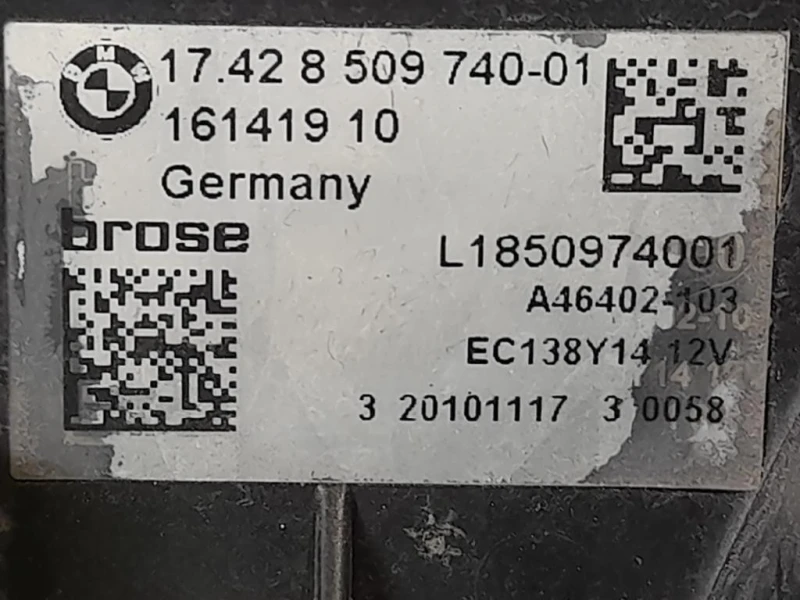 BMW
17.42 8 509 740-01
161419 10
Germany
brose
L1850974001
A46402-103
EC138Y14 12V
3 20101117 3 0058